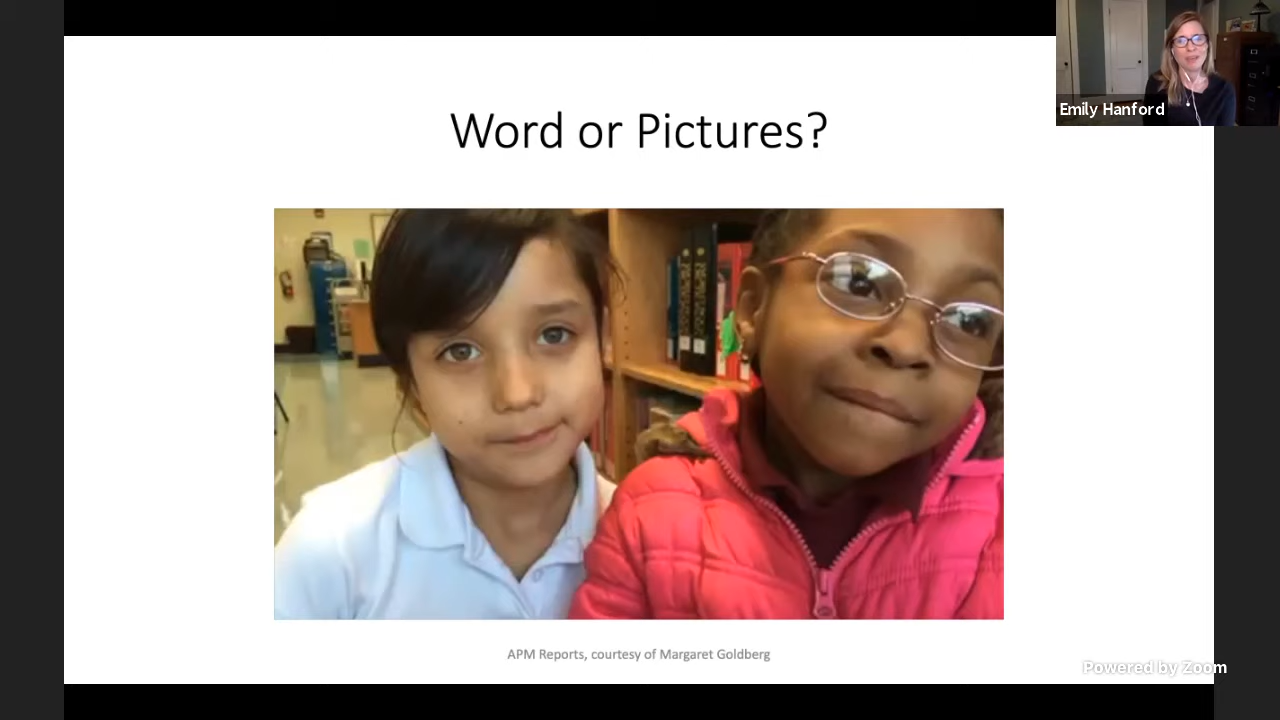 Word or Pictures?
Emily Hanford
APM Reports, courtesy of Margaret Goldberg
Powered by Zoom